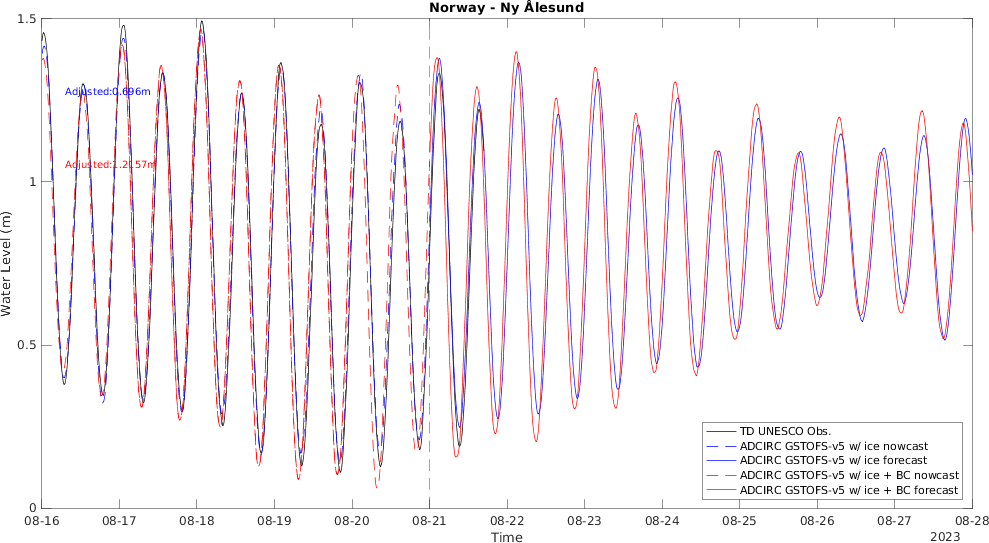 Norway - Ny Ålesund
1.5
1
0.5
0
Water Level (m)
Adjusted:0.696m
Adjusted:1.2157m
TD UNESCO Obs.
ADCIRC GSTOFS-v5 w/ ice nowcast
ADCIRC GSTOFS-v5 w/ ice forecast
ADCIRC GSTOFS-v5 w/ ice + BC nowcast
ADCIRC GSTOFS-v5 w/ ice + BC forecast
08-16 08-17 08-18 08-19 08-20 08-21 08-22 08-23 08-24 08-25 08-26 08-27 08-28
Time
2023